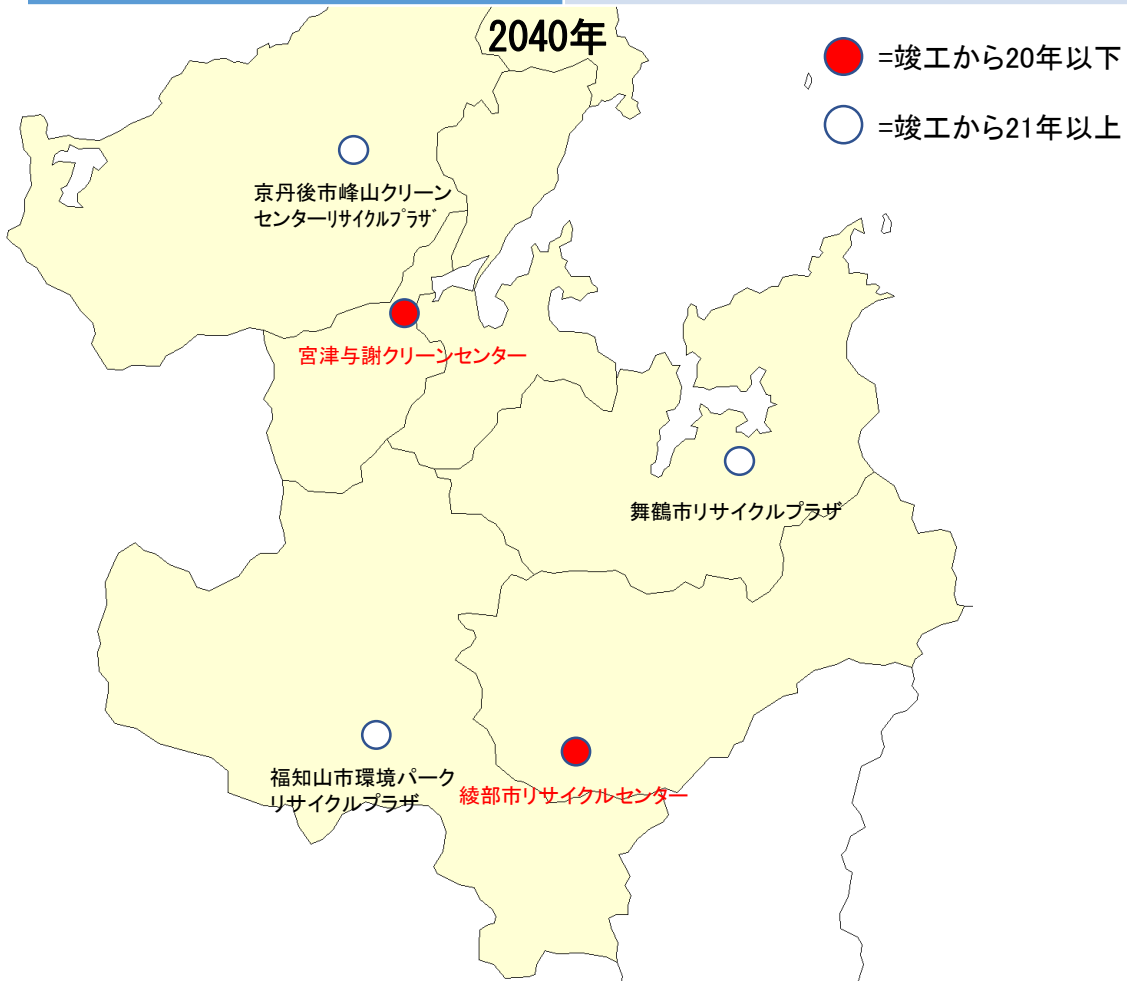 2040年
=竣工から20年以下
=竣工から21年以上
京丹後市峰山クリーン
センターﾘｻｲｸﾙﾌﾟﾗｻﾞ
宮津与謝クリーンセンター
舞鶴市リサイクルプラザ
福知山市環境パーク
リサイクルプラザ
綾部市リサイクルセンター